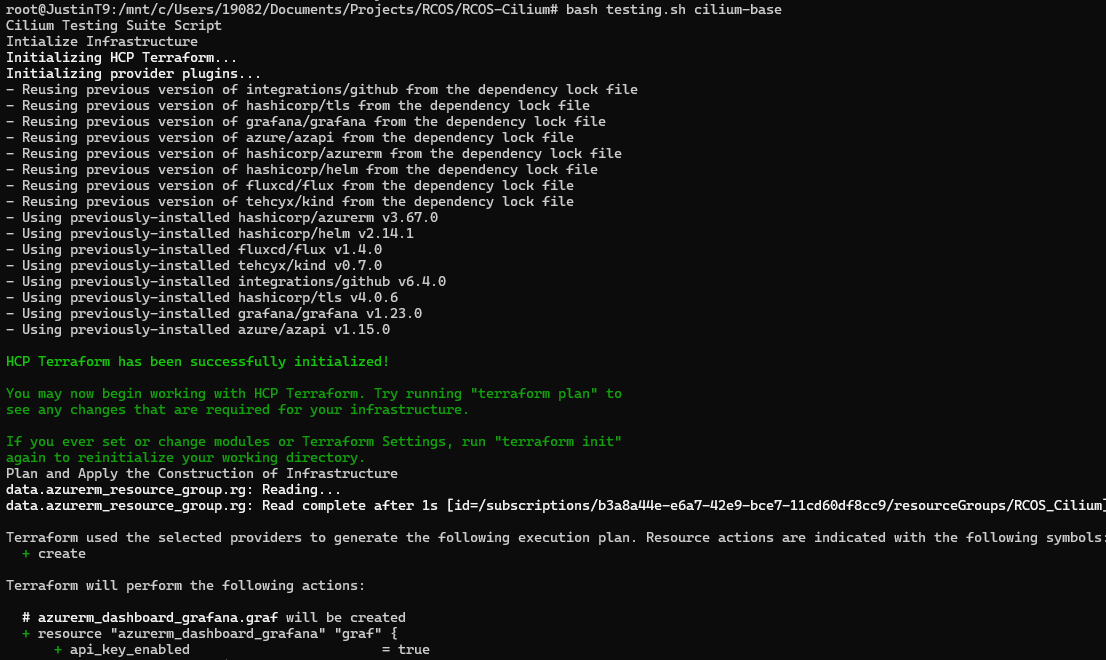 root@JustinT9:/mnt/c/Users/19082/Documents/Projects/RCOS/RCOS-Cilium# bash testing.sh cilium-base
Cilium Testing Suite Script
Intialize Infrastructure
Initializing HCP Terraform...
Initializing provider plugins...
- Reusing previous version of integrations/github from the dependency lock file
- Reusing previous version of hashicorp/tls from the dependency lock file
- Reusing previous version of grafana/grafana from the dependency lock file
- Reusing previous version of azure/azapi from the dependency lock file
- Reusing previous version of hashicorp/azurerm from the dependency lock file
- Reusing previous version of hashicorp/helm from the dependency lock file
- Reusing previous version of fluxcd/flux from the dependency lock file
- Reusing previous version of tehcyx/kind from the dependency lock file
- Using previously-installed hashicorp/azurerm v3.67.0
- Using previously-installed hashicorp/helm v2.14.1
- Using previously-installed fluxcd/flux v1.4.0
- Using previously-installed tehcyx/kind v0.7.0
- Using previously-installed integrations/github v6.4.0
- Using previously-installed hashicorp/tls v4.0.6
- Using previously-installed grafana/grafana v1.23.0
- Using previously-installed azure/azapi v1.15.0
HCP Terraform has been successfully initialized!
You may now begin working with HCP Terraform. Try running "terraform plan" to
see any changes that are required for your infrastructure.
If you ever set or change modules or Terraform Settings, run "terraform init"
again to reinitialize your working directory.
Plan and Apply the Construction of Infrastructure
data.azurerm_resource_group.rg: Reading...
data.azurerm_resource_group.rg: Read complete after 1s [id=/subscriptions/b3a8a44e-e6a7-42e9-bce7-11cd60df8cc9/resourceGroups/RCOS_Cilium]
Terraform used the selected providers to generate the following execution plan. Resource actions are indicated with the following symbols:
+ create
Terraform will perform the following actions:
# azurerm_dashboard_grafana.graf will be created
+ resource "azurerm_dashboard_grafana" "graf" {
+ api_key_enabled = true